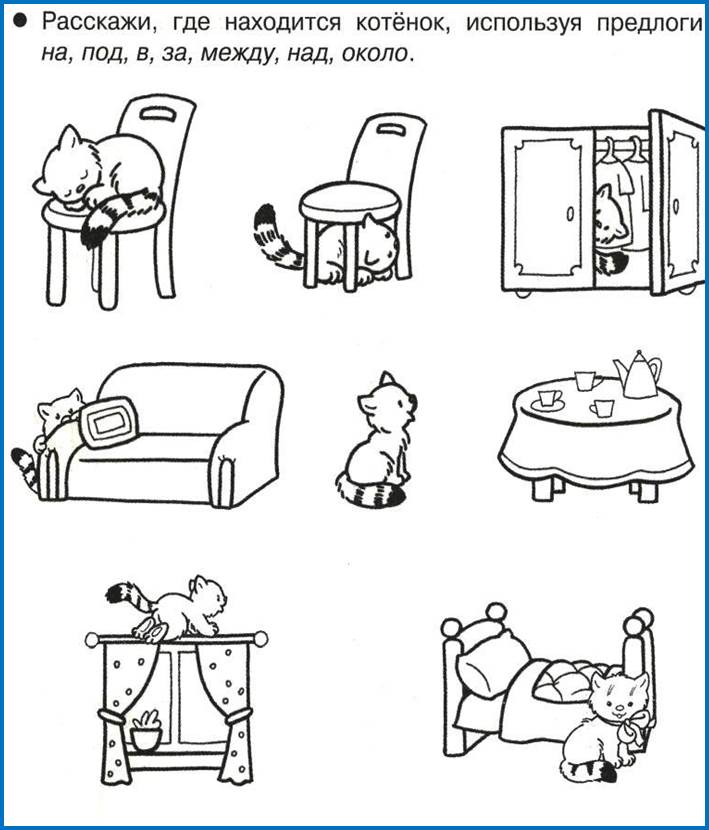 ● Расскажи, где находится котёнок, используя предлоги
на, под, в, за, между, над, около.